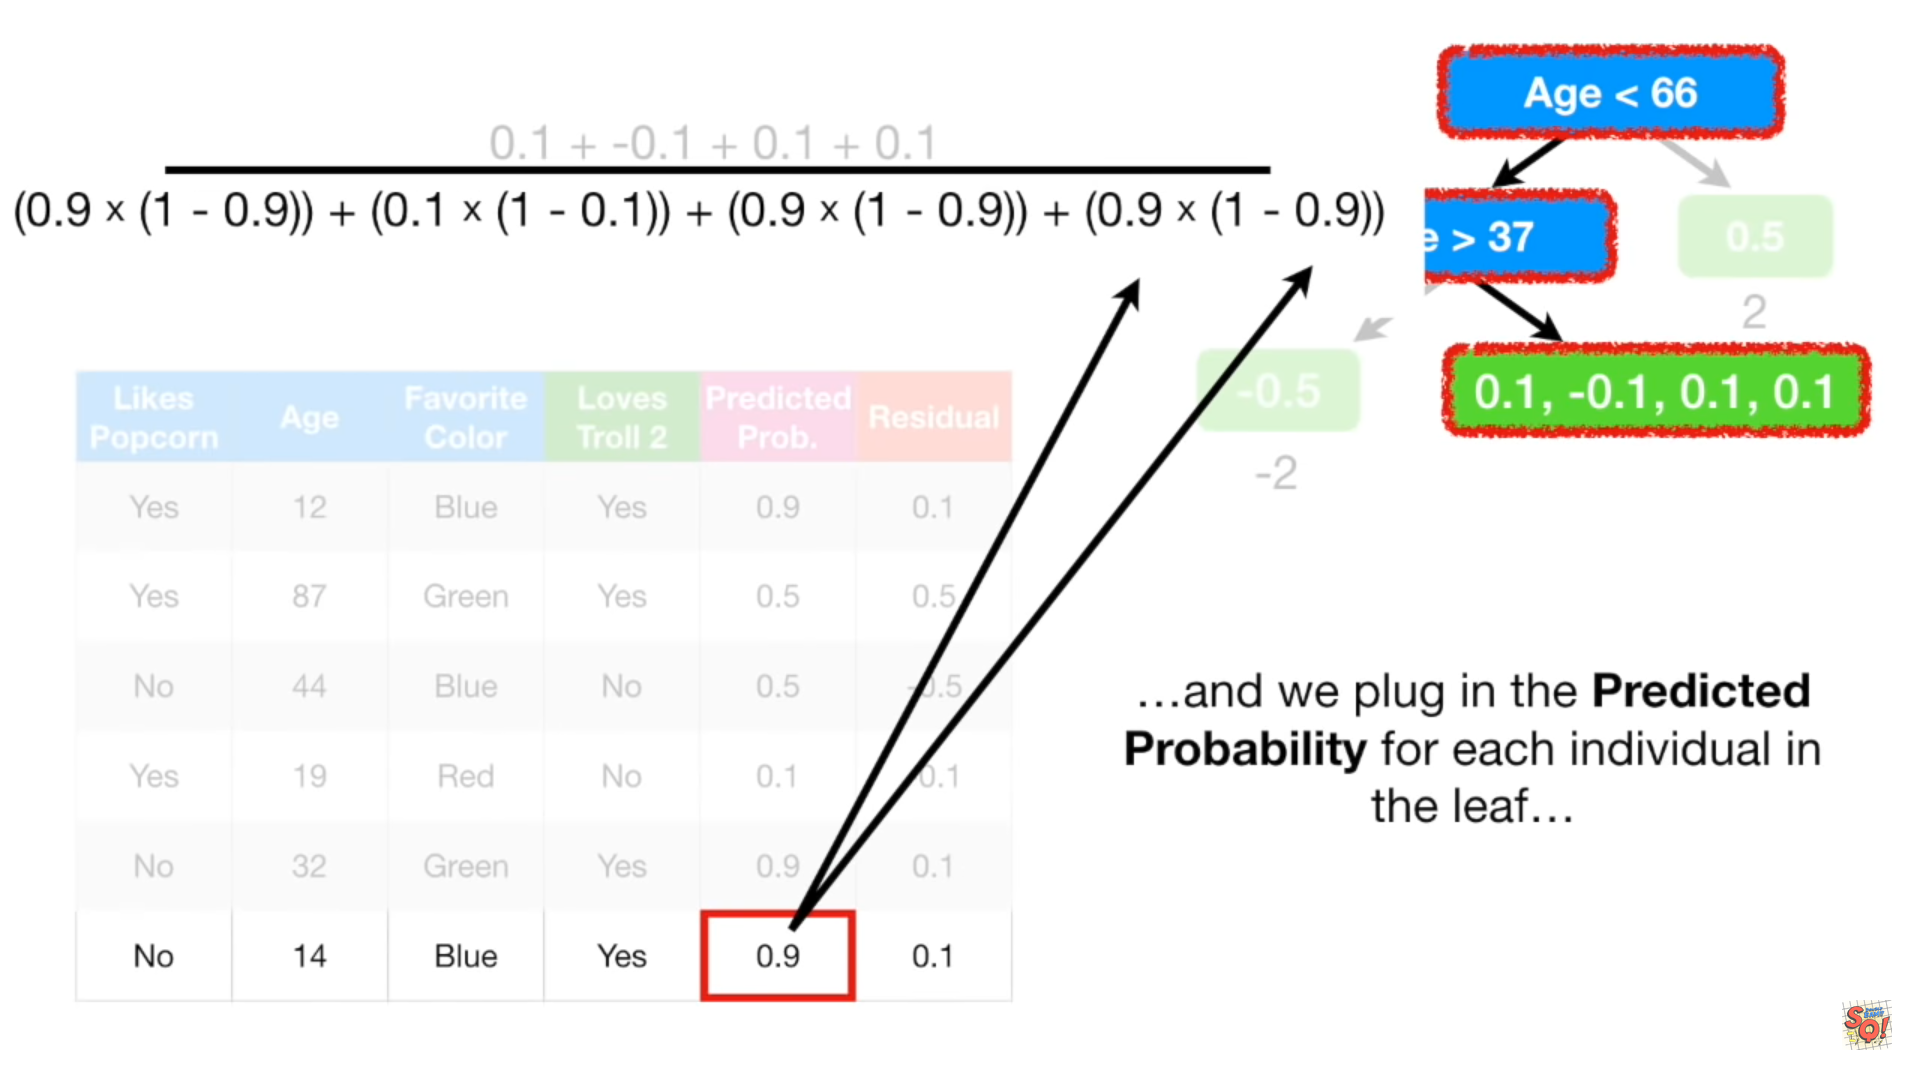 0.1 + -0.1 + 0.1 + 0.1
(0.9 x (1 - 0.9)) + (0.1 x (1 - 0.1)) + (0.9 x (1 - 0.9)) + (0.9 x (1 - 0.9))
Age < 66
e > 37
0.5
2
-0.5
-2
0.1, -0.1, 0.1, 0.1
Likes Popcorn Age Favorite Color Loves Troll 2 Predicted Prob. Residual
Yes 12 Blue Yes 0.9 0.1
Yes 87 Green Yes 0.5 0.5
No 44 Blue No 0.5 -0.5
Yes 19 Red No 0.1 -0.1
No 32 Green Yes 0.9 0.1
No 14 Blue Yes 0.9 0.1
…and we plug in the Predicted
Probability for each individual in
the leaf…
SQ!